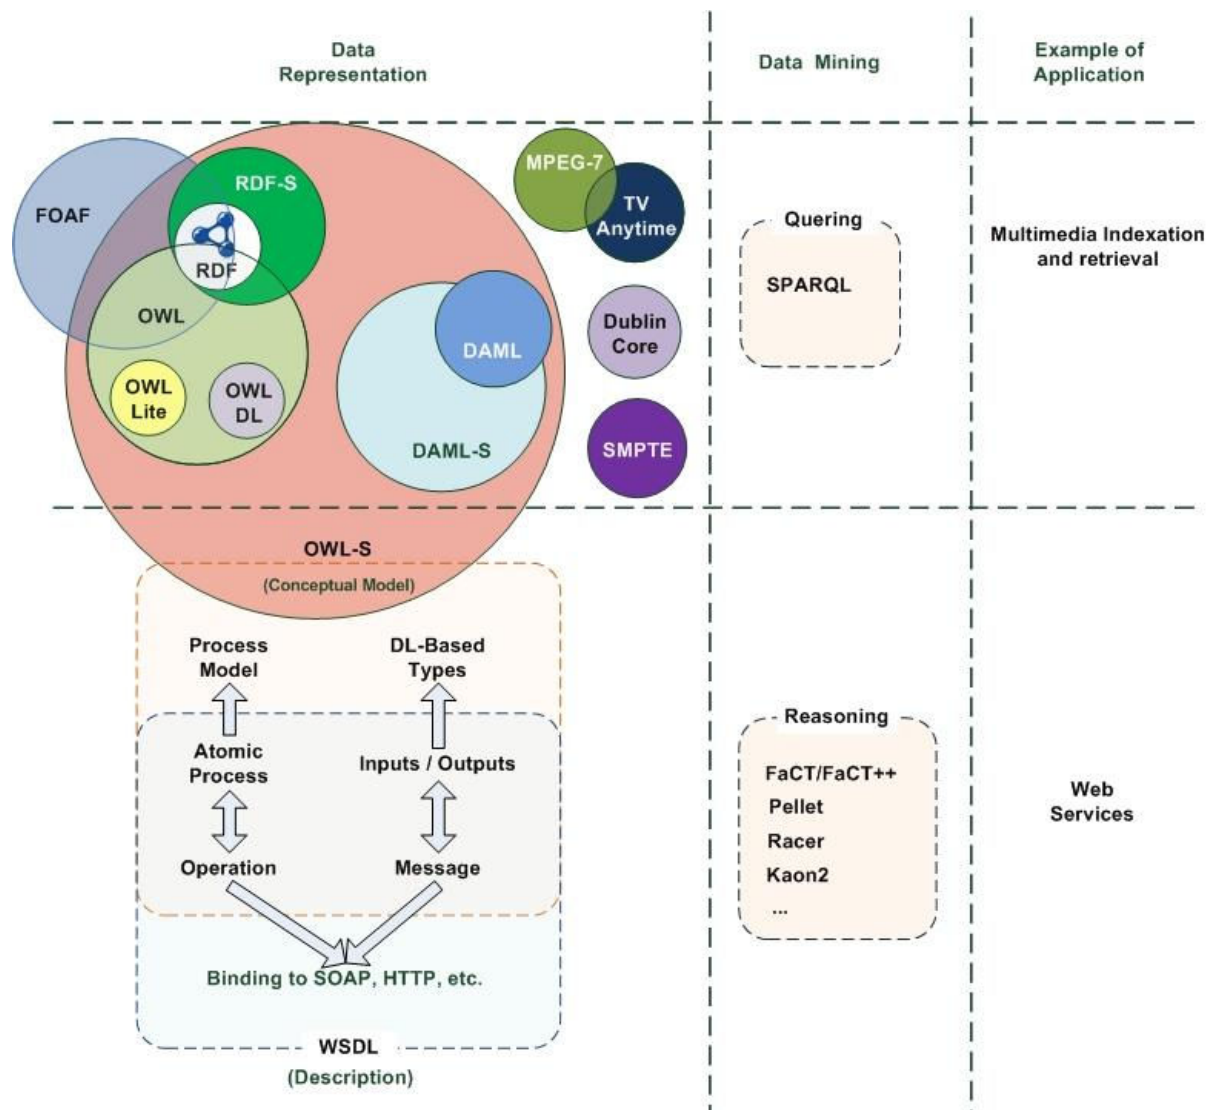 Data
Representation
Data Mining
Example of
Application
FOAF
RDF-S
RDF
OWL
OWL
Lite
OWL
DL
DAML
DAML-S
MPEG-7
TV
Anytime
Dublin
Core
SMPTE
Quering
SPARQL
Multimedia Indexation
and retrieval
OWL-S
(Conceptual Model)
Process
Model
DL-Based
Types
Atomic
Process
Inputs / Outputs
Operation
Message
Binding to SOAP, HTTP, etc.
WSDL
(Description)
Reasoning
FaCT/FaCT++
Pellet
Racer
Kaon2
...
Web
Services